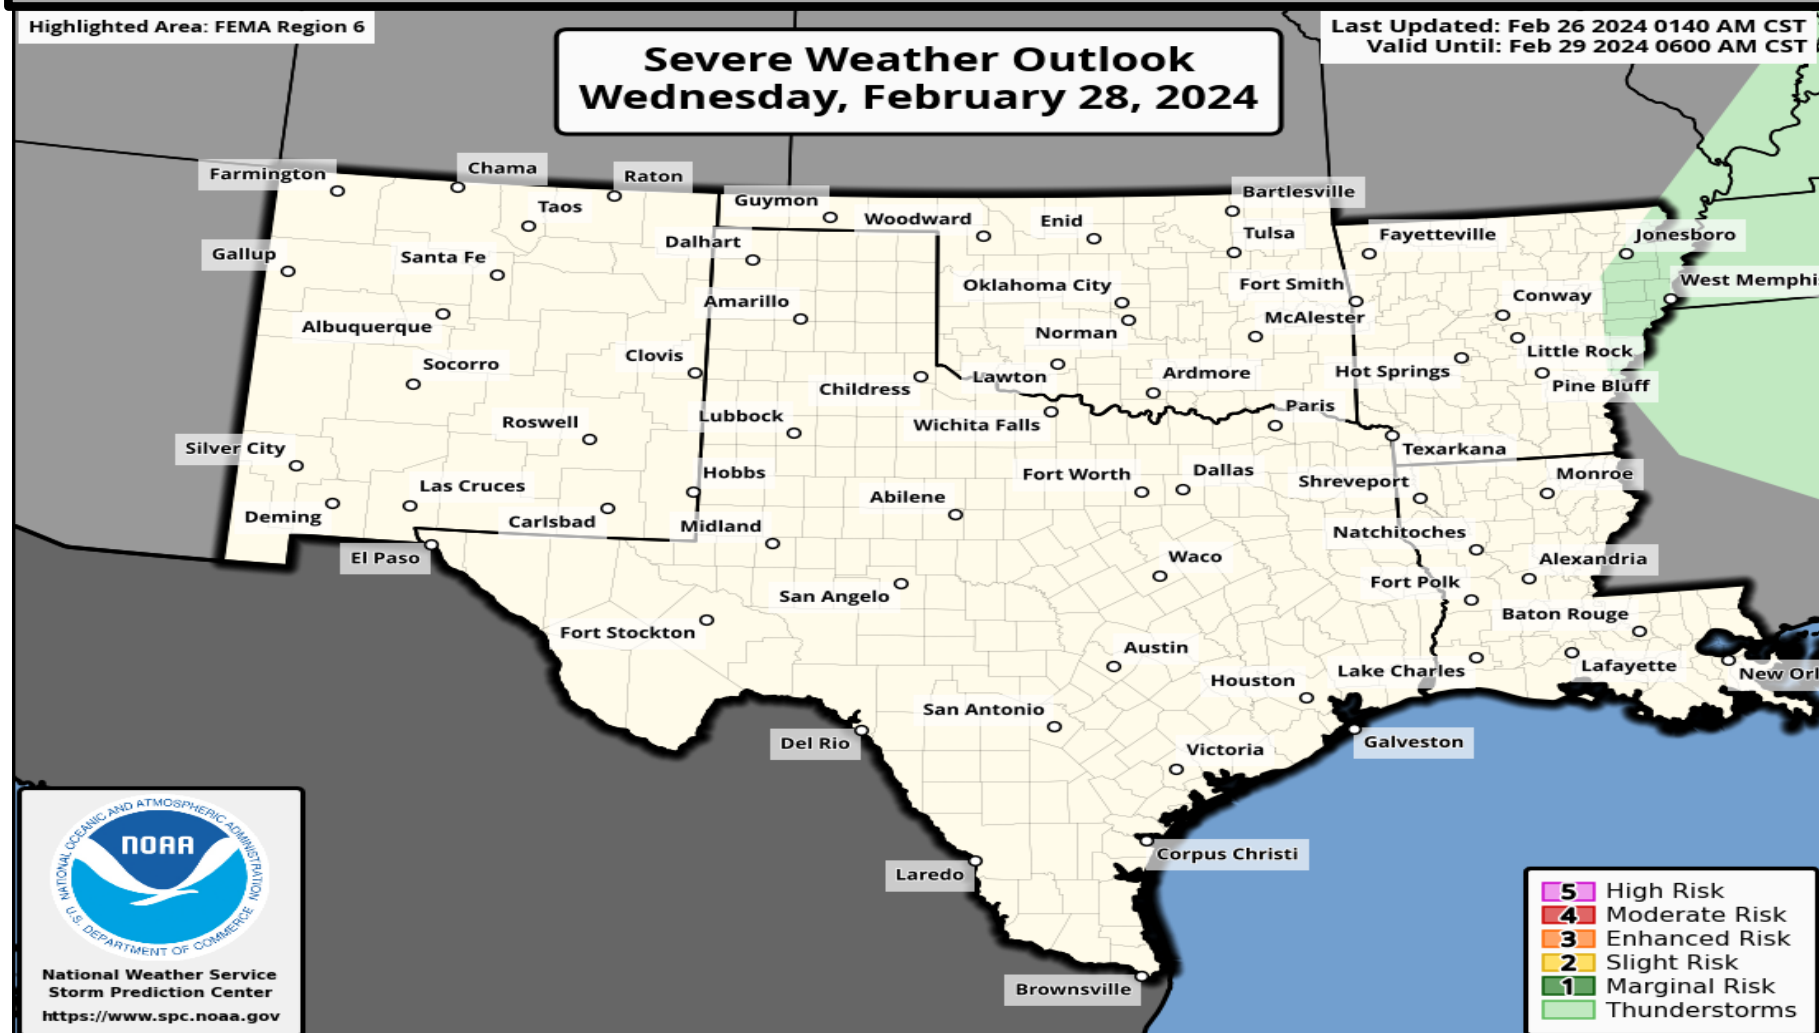 Highlighted Area: FEMA Region 6
Severe Weather Outlook
Wednesday, February 28, 2024
Last Updated: Feb 26 2024 0140 AM CST
Valid Until: Feb 29 2024 0600 AM CST
Farmington
Chama
Raton
Taos
Guymon
Woodward
Enid
Bartlesville
Tulsa
Fayetteville
Jonesboro
Gallup
Santa Fe
Dalhart
Oklahoma City
Fort Smith
Conway
West Memphi
Albuquerque
Amarillo
Norman
McAlester
Little Rock
Socorro
Clovis
Childress
Lawton
Ardmore
Hot Springs
Pine Bluff
Roswell
Lubbock
Wichita Falls
Paris
Texarkana
Silver City
Las Cruces
Hobbs
Abilene
Fort Worth
Dallas
Shreveport
Monroe
Deming
Carlsbad
Midland
Natchitoches
El Paso
San Angelo
Waco
Fort Polk
Alexandria
Fort Stockton
Austin
Baton Rouge
Houston
Lake Charles
Lafayette
New Orl
San Antonio
Del Rio
Victoria
Galveston
Laredo
Corpus Christi
Brownsville
NATIONAL OCEANIC AND ATMOSPHERIC ADMINISTRATION
NOAA
U.S. DEPARTMENT OF COMMERCE
National Weather Service
Storm Prediction Center
https://www.spc.noaa.gov
5 High Risk
4 Moderate Risk
3 Enhanced Risk
2 Slight Risk
1 Marginal Risk
Thunderstorms